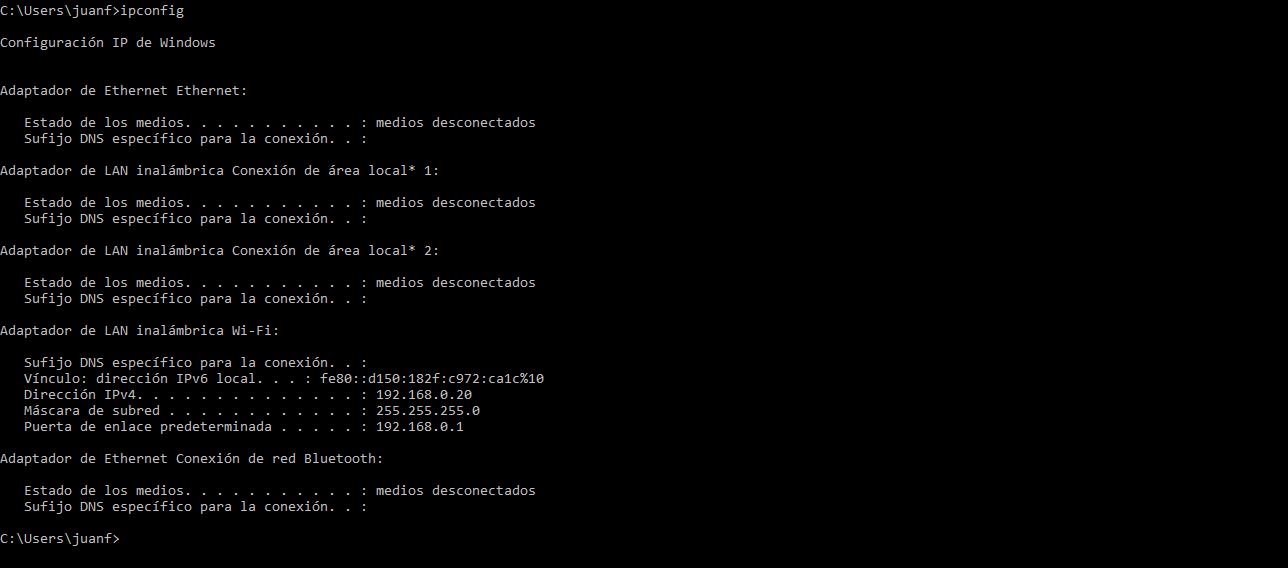 C:\Users\juanf>ipconfig
Configuración IP de Windows
Adaptador de Ethernet Ethernet:
Estado de los medios. . . . . . . . . . . : medios desconectados
Sufijo DNS específico para la conexión. . :
Adaptador de LAN inalámbrica Conexión de área local* 1:
Estado de los medios. . . . . . . . . . . : medios desconectados
Sufijo DNS específico para la conexión. . :
Adaptador de LAN inalámbrica Conexión de área local* 2:
Estado de los medios. . . . . . . . . . . : medios desconectados
Sufijo DNS específico para la conexión. . :
Adaptador de LAN inalámbrica Wi-Fi:
Sufijo DNS específico para la conexión. . :
Vínculo: dirección IPv6 local. . . : fe80::d150:182f:c972:ca1c%10
Dirección IPv4. . . . . . . . . . . . . . : 192.168.0.20
Máscara de subred . . . . . . . . . . . . : 255.255.255.0
Puerta de enlace predeterminada . . . . . : 192.168.0.1
Adaptador de Ethernet Conexión de red Bluetooth:
Estado de los medios. . . . . . . . . . . : medios desconectados
Sufijo DNS específico para la conexión. . :
C:\Users\juanf>